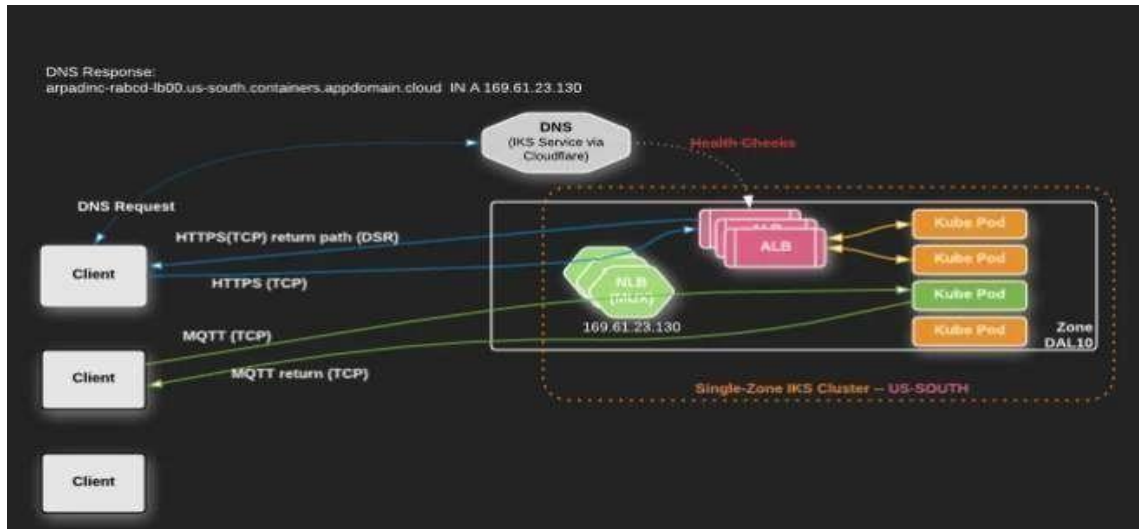 DNS Response:
arpadinc-rabcd-lb00.us-south.containers.appdomain.cloud IN A 169.61.23.130
DNS
(IKS Service via
Cloudflare)
Health Checks
DNS Request
HTTPS(TCP) return path (DSR)
Client
HTTPS (TCP)
ALB
ALB
Kube Pod
Kube Pod
NLB
(MUX)
Kube Pod
169.61.23.130
Kube Pod
Zone
DAL10
MQTT (TCP)
Client
MQTT return (TCP)
Single-Zone IKS Cluster -- US-SOUTH
Client